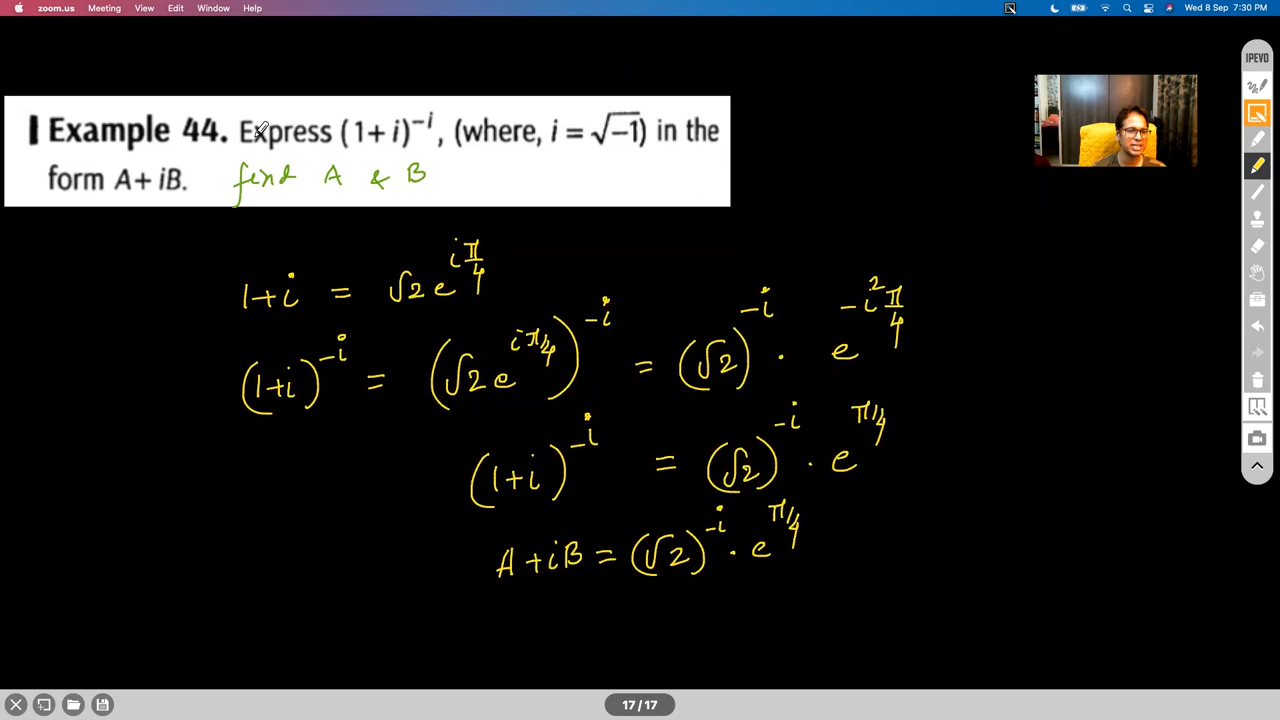 zoom.us Meeting View Edit Window Help Wed 8 Sep 7:30 PM
IPEVO
Example 44. Express (1+ i)^{-i}, (where, i = √−1) in the
form A+ iB. find A & B
1+i = √2 e^{iπ/4}
(1+i)^{-i} = (√2 e^{iπ/4})^{-i} = (√2)^{-i} · e^{-i²π/4}
(1+i)^{-i} = (√2)^{-i} · e^{π/4}
A+iB = (√2)^{-i} · e^{π/4}
17/17